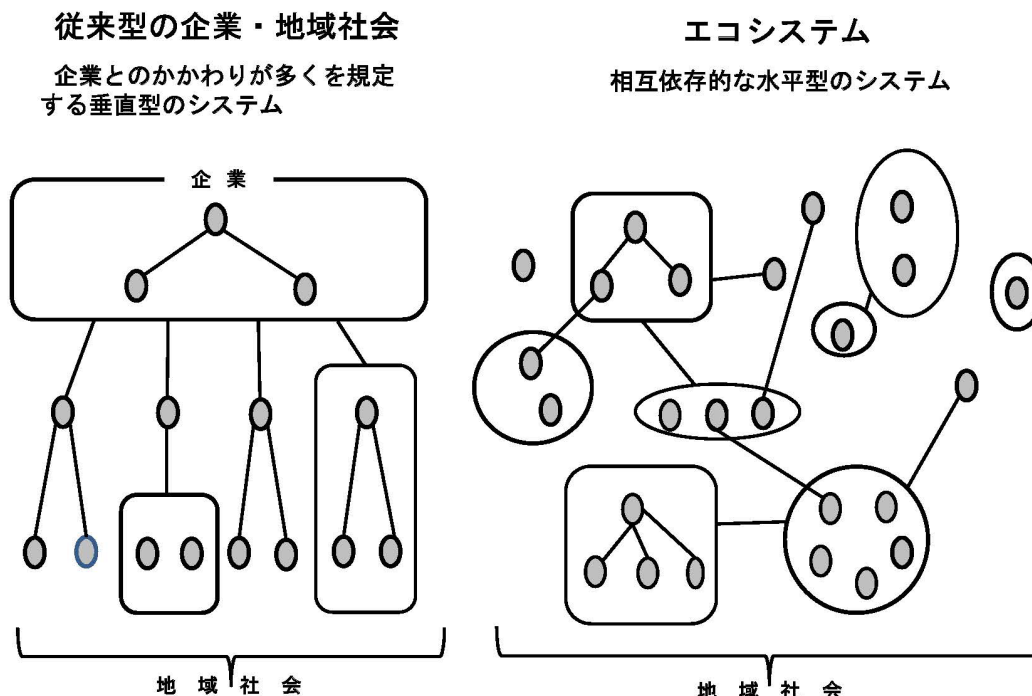 従来型の企業・地域社会
企業とのかかわりが多くを規定
する垂直型のシステム
企 業
地 域 社 会
エコシステム
相互依存的な水平型のシステム
地 域 社 会